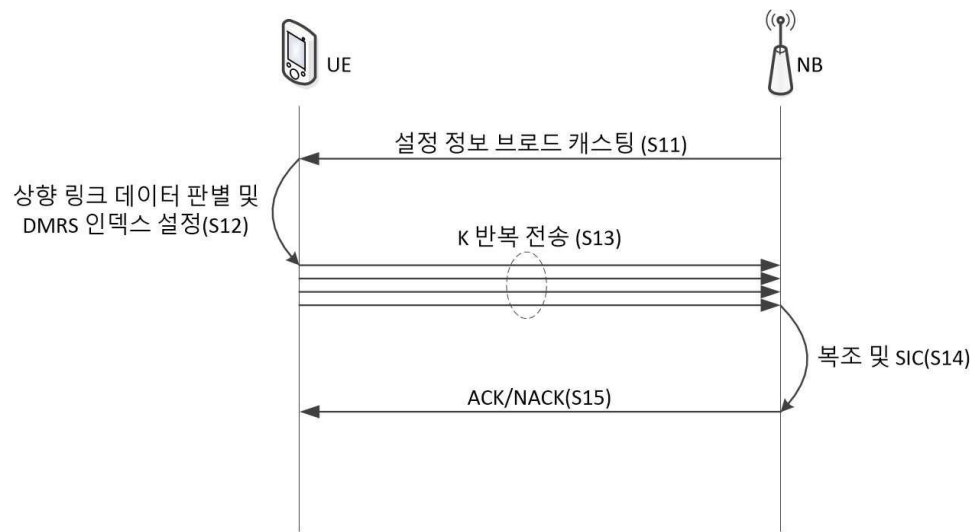 UE
NB
설정 정보 브로드 캐스팅 (S11)
상향 링크 데이터 판별 및
DMRS 인덱스 설정(S12)
K 반복 전송 (S13)
복조 및 SIC(S14)
ACK/NACK(S15)